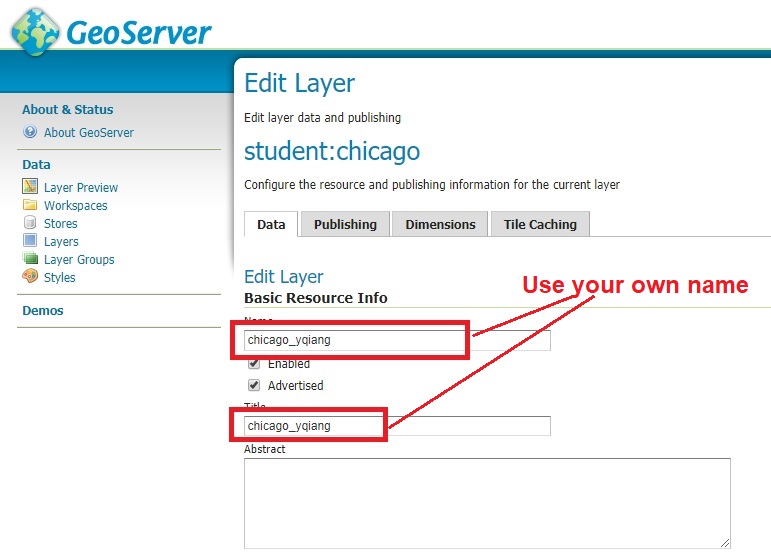 GeoServer
Edit Layer
Edit layer data and publishing
student:chicago
Configure the resource and publishing information for the current layer
About & Status
About GeoServer
Data
Layer Preview
Workspaces
Stores
Layers
Layer Groups
Styles
Demos
Data Publishing Dimensions Tile Caching
Edit Layer
Use your own name
Basic Resource Info
Name
chicago_yqiang
Enabled
Advertised
Title
chicago_yqiang
Abstract